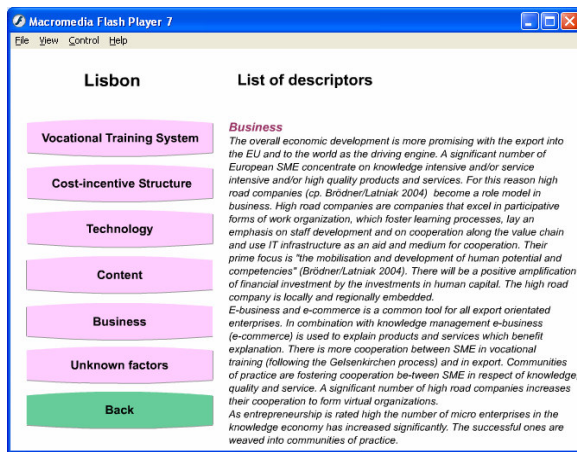 Macromedia Flash Player 7
File View Control Help
Lisbon
List of descriptors
Vocational Training System
Cost-incentive Structure
Technology
Content
Business
Unknown factors
Back
Business
The overall economic development is more promising with the export into
the EU and to the world as the driving engine. A significant number of
European SME concentrate on knowledge intensive and/or service
intensive and/or high quality products and services. For this reason high
road companies (cp. Brödner/Latniak 2004) become a role model in
business. High road companies are companies that excel in participative
forms of work organization, which foster learning processes, lay an
emphasis on staff development and on cooperation along the value chain
and use IT infrastructure as an aid and medium for cooperation. Their
prime focus is "the mobilisation and development of human potential and
competencies" (Brödner/Latniak 2004). There will be a positive amplification
of financial investment by the investments in human capital. The high road
company is locally and regionally embedded.
E-business and e-commerce is a common tool for all export orientated
enterprises. In combination with knowledge management e-business
(e-commerce) is used to explain products and services which benefit
explanation. There is more cooperation between SME in vocational
training (following the Gelsenkirchen process) and in export. Communities
of practice are fostering cooperation be-tween SME in respect of knowledge,
quality and service. A significant number of high road companies increases
their cooperation to form virtual organizations.
As entrepreneurship is rated high the number of micro enterprises in the
knowledge economy has increased significantly. The successful ones are
weaved into communities of practice.